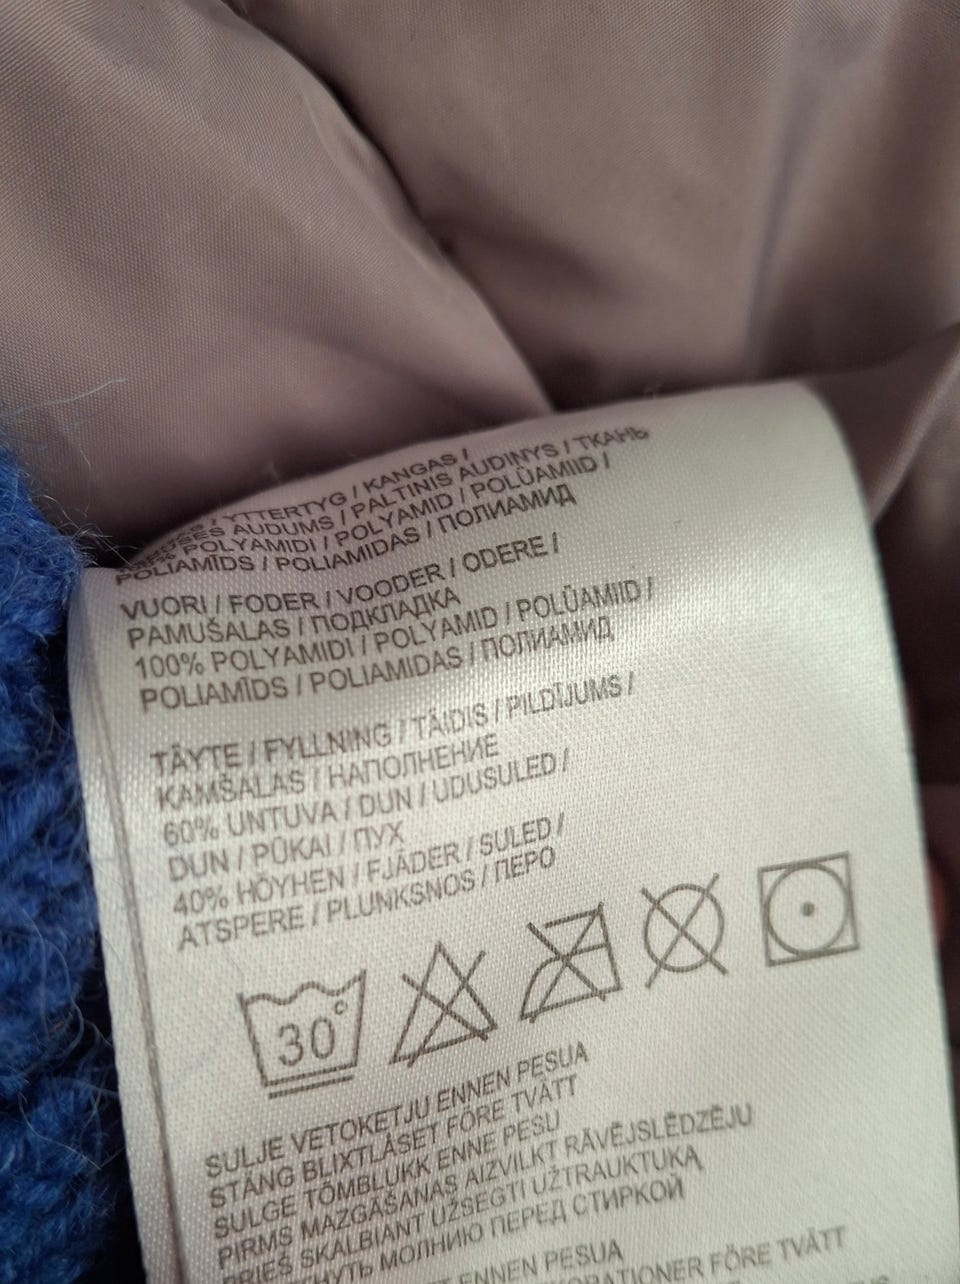 / YTTERTYG / KANGAS /
AUDUMS / PALTINIS AUDINYS / ТКАНЬ
POLYAMIDI / POLYAMID / POLÜAMIID /
POLIAMĪDS / POLIAMIDAS / ПОЛИАМИД
VUORI / FODER / VOODER / ODERE /
PAMUŠALAS / ПОДКЛАДКА
100% POLYAMIDI / POLYAMID / POLÜAMIID /
POLIAMĪDS / POLIAMIDAS / ПОЛИАМИД
TÄYTE / FYLLNING / TÄIDIS / PILDĪJUMS /
KAMŠALAS / НАПОЛНЕНИЕ
60% UNTUVA / DUN / UDUSULED /
DUN / PŪKAI / ПУХ
40% HÖYHEN / FJÄDER / SULED /
ATSPERE / PLUNKSNOS / ПЕРО
30°
SULJE VETOKETJU ENNEN PESUA
STÄNG BLIXTLÅSET FÖRE TVÄTT
SULGE TÕMBLUKK ENNE PESU
PIRMS MAZGĀŠANAS AIZVILKT RĀVĒJSLĒDZĒJU
PRIEŠ SKALBIANT UŽSEGTI UŽTRAUKTUKĄ
МОЛНИЮ ПЕРЕД СТИРКОЙ
ENNEN PESUA
FÖRE TVÄTT